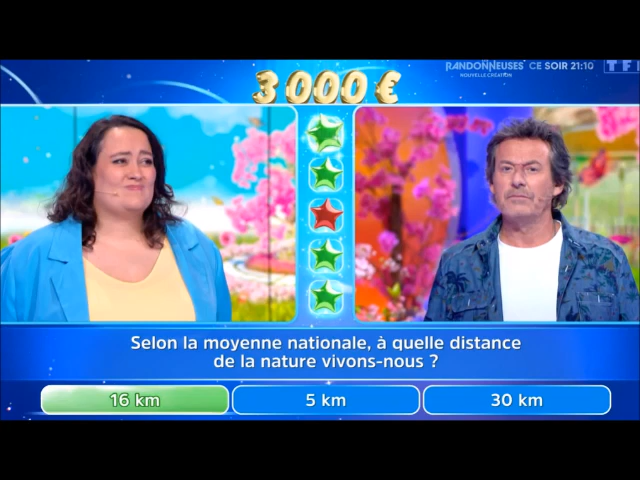 RANDONNEUSES CE SOIR 21:10
NOUVELLE CRÉATION
TF1
3 000 €
Selon la moyenne nationale, à quelle distance
de la nature vivons-nous ?
16 km
5 km
30 km